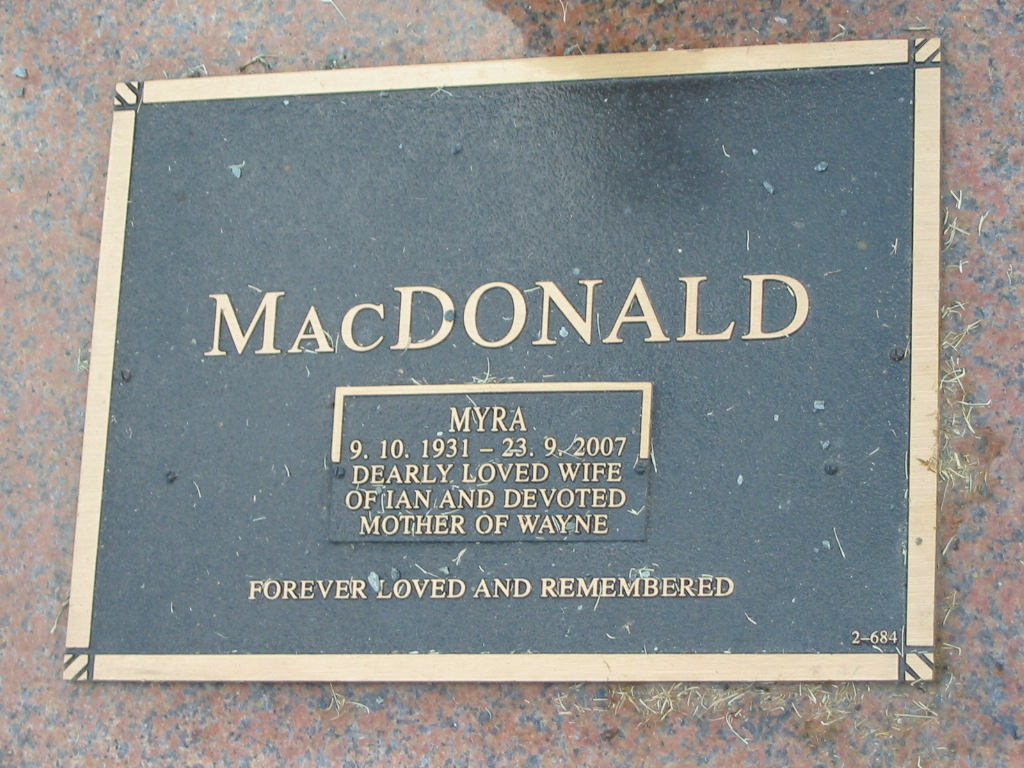 MacDONALD
MYRA
9. 10. 1931 – 23. 9. 2007
DEARLY LOVED WIFE
OF IAN AND DEVOTED
MOTHER OF WAYNE
FOREVER LOVED AND REMEMBERED
2–684